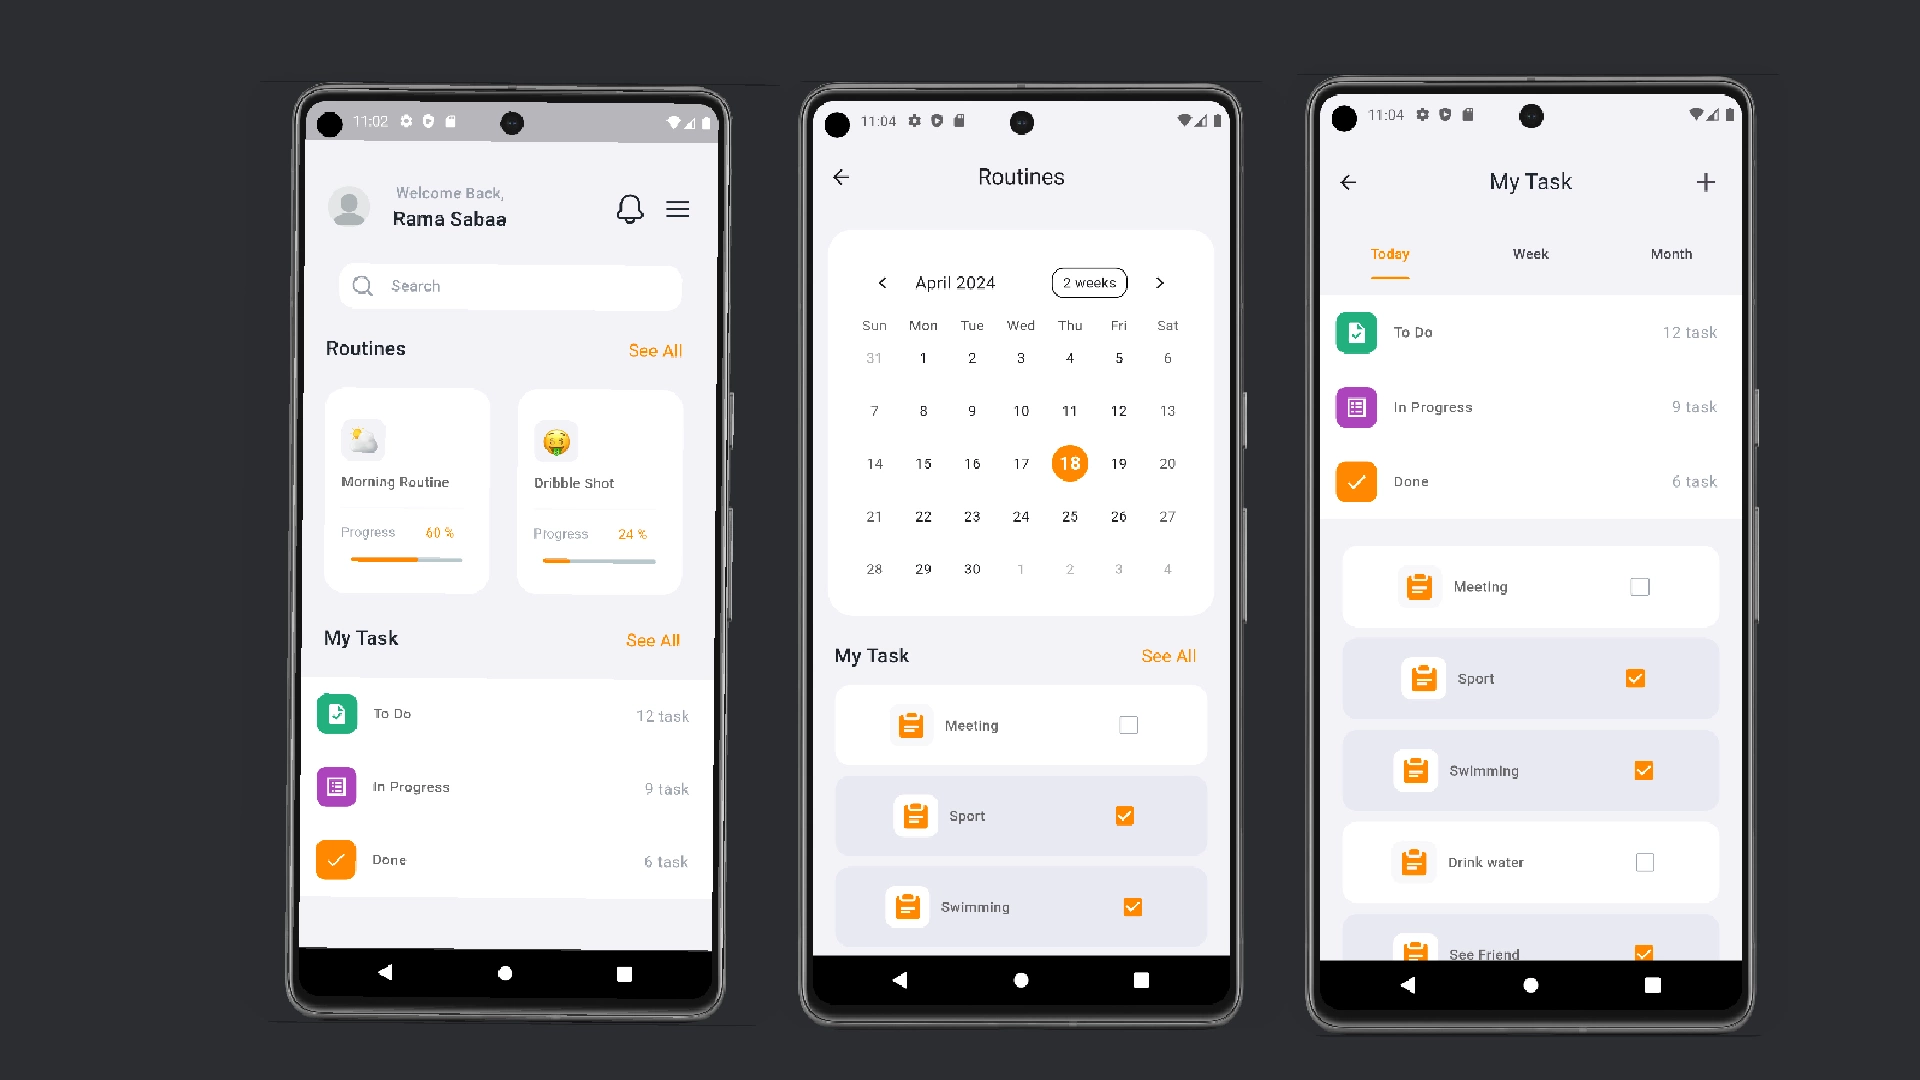 11:02
Welcome Back,
Rama Sabaa
Search
Routines See All
Morning Routine Dribble Shot
Progress 60 % Progress 24 %
My Task See All
To Do 12 task
In Progress 9 task
Done 6 task
11:04
Routines
April 2024 2 weeks
Sun Mon Tue Wed Thu Fri Sat
31 1 2 3 4 5 6
7 8 9 10 11 12 13
14 15 16 17 18 19 20
21 22 23 24 25 26 27
28 29 30 1 2 3 4
My Task See All
Meeting
Sport
Swimming
11:04
My Task
Today Week Month
To Do 12 task
In Progress 9 task
Done 6 task
Meeting
Sport
Swimming
Drink water
See Friend